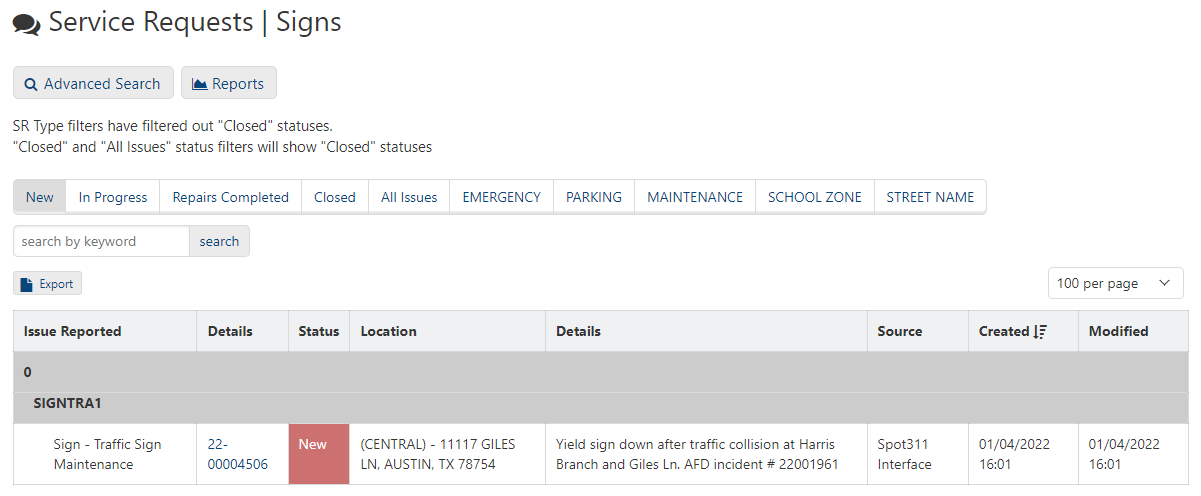 Service Requests | Signs
Advanced Search Reports
SR Type filters have filtered out "Closed" statuses.
"Closed" and "All Issues" status filters will show "Closed" statuses
New In Progress Repairs Completed Closed All Issues EMERGENCY PARKING MAINTENANCE SCHOOL ZONE STREET NAME
search by keyword search
Export 100 per page
Issue Reported Details Status Location Details Source Created Modified
0
SIGNTRA1
Sign - Traffic Sign 22- New (CENTRAL) - 11117 GILES Yield sign down after traffic collision at Harris Spot311 01/04/2022 01/04/2022
Maintenance 00004506 LN, AUSTIN, TX 78754 Branch and Giles Ln. AFD incident # 22001961 Interface 16:01 16:01